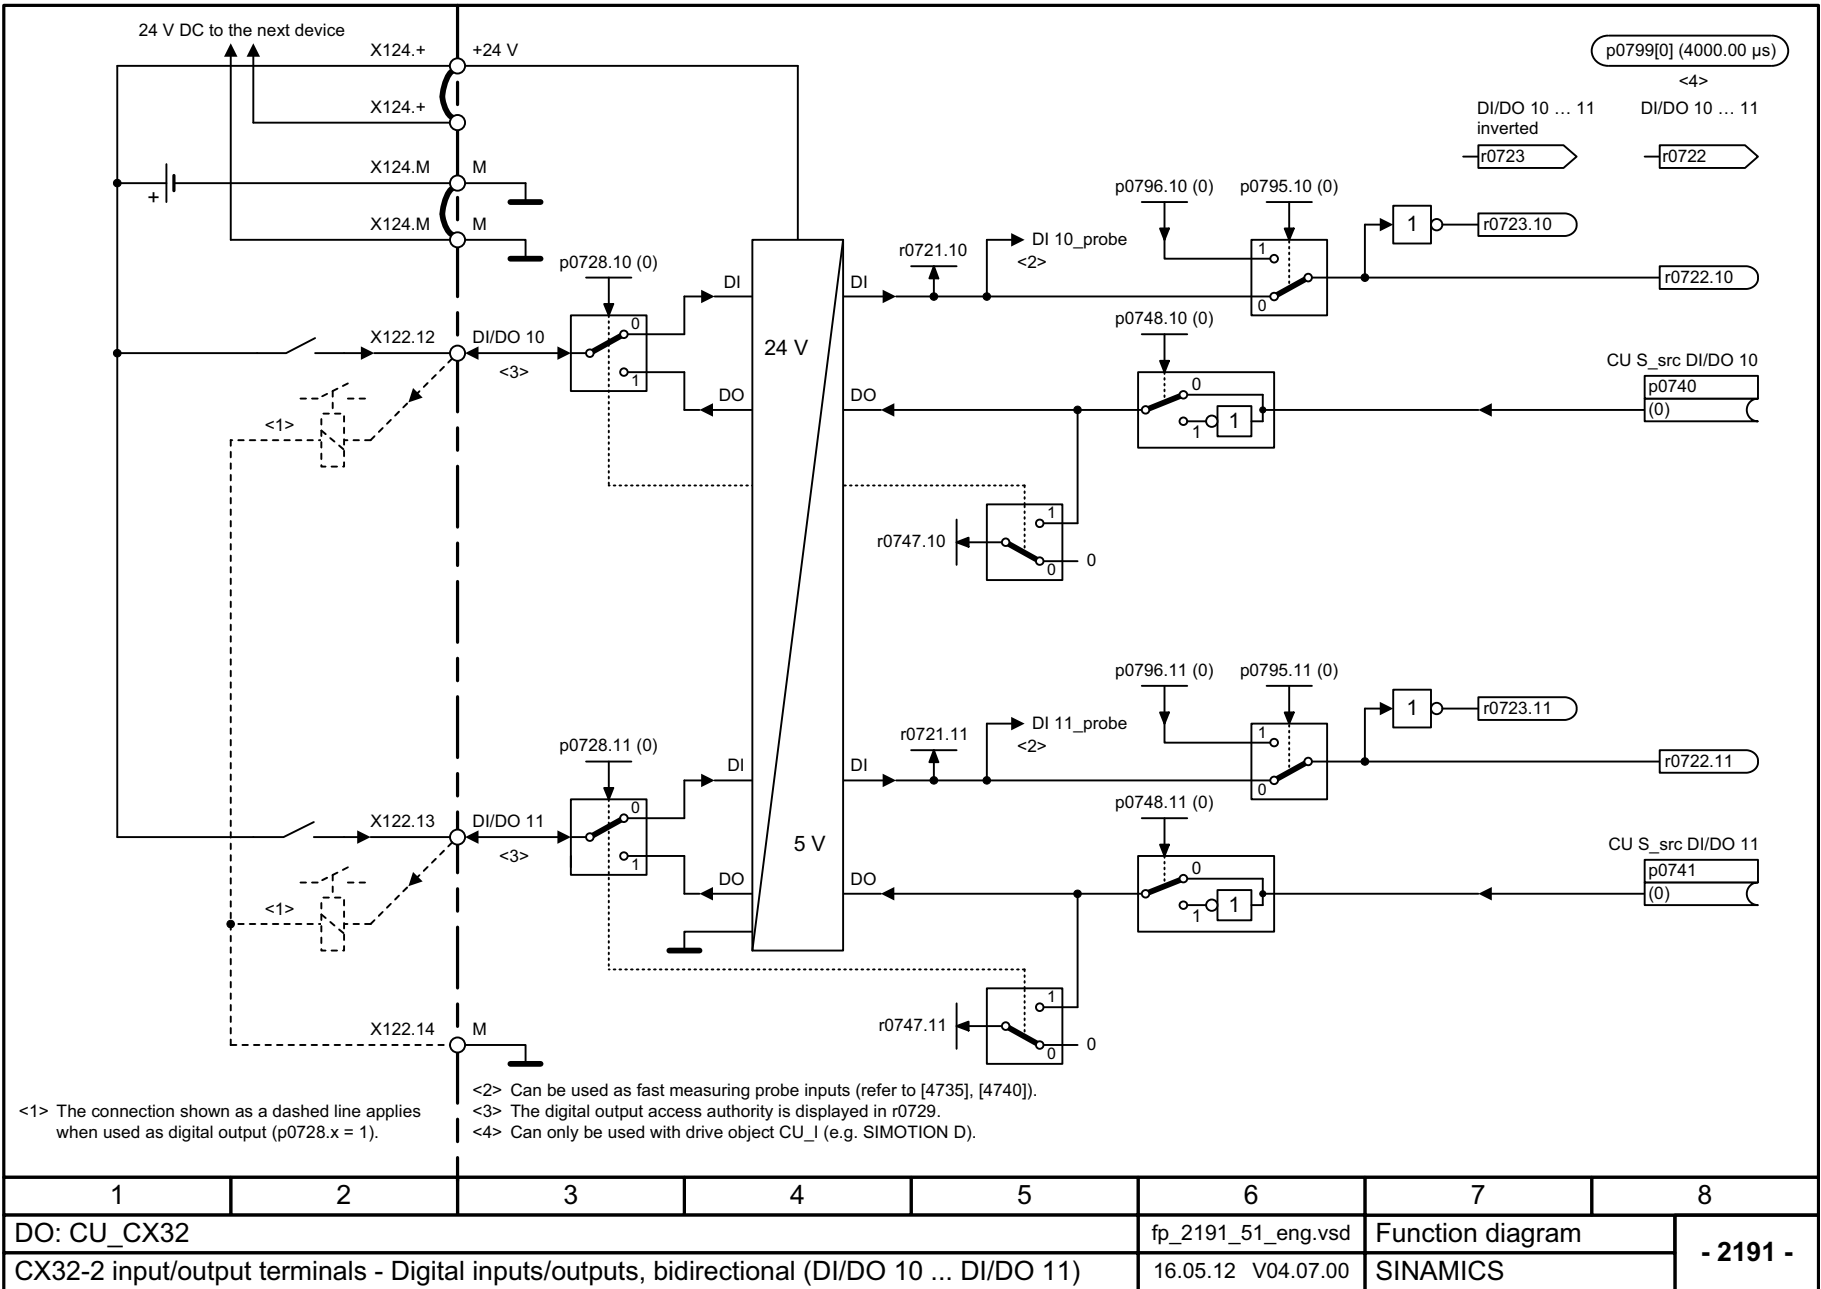 24 V DC to the next device
X124.+
+24 V
p0799[0] (4000.00 µs)
<4>
X124.+
DI/DO 10 … 11
inverted
DI/DO 10 … 11
r0723
r0722
X124.M
M
+
X124.M
M
p0796.10 (0)
p0795.10 (0)
1
r0723.10
r0721.10
DI 10_probe
<2>
1
0
r0722.10
p0728.10 (0)
DI
DI
X122.12
DI/DO 10
<3>
0
1
24 V
p0748.10 (0)
CU S_src DI/DO 10
p0740
(0)
DO
DO
0
1
1
<1>
1
r0747.10
0
0
p0796.11 (0)
p0795.11 (0)
1
r0723.11
r0721.11
DI 11_probe
<2>
1
0
r0722.11
p0728.11 (0)
DI
DI
X122.13
DI/DO 11
<3>
0
1
5 V
p0748.11 (0)
CU S_src DI/DO 11
p0741
(0)
DO
DO
0
1
1
<1>
1
r0747.11
0
0
X122.14
M
<1> The connection shown as a dashed line applies
when used as digital output (p0728.x = 1).
<2> Can be used as fast measuring probe inputs (refer to [4735], [4740]).
<3> The digital output access authority is displayed in r0729.
<4> Can only be used with drive object CU_I (e.g. SIMOTION D).
1 2 3 4 5 6 7 8
DO: CU_CX32
fp_2191_51_eng.vsd
Function diagram
- 2191 -
CX32-2 input/output terminals - Digital inputs/outputs, bidirectional (DI/DO 10 ... DI/DO 11)
16.05.12 V04.07.00
SINAMICS